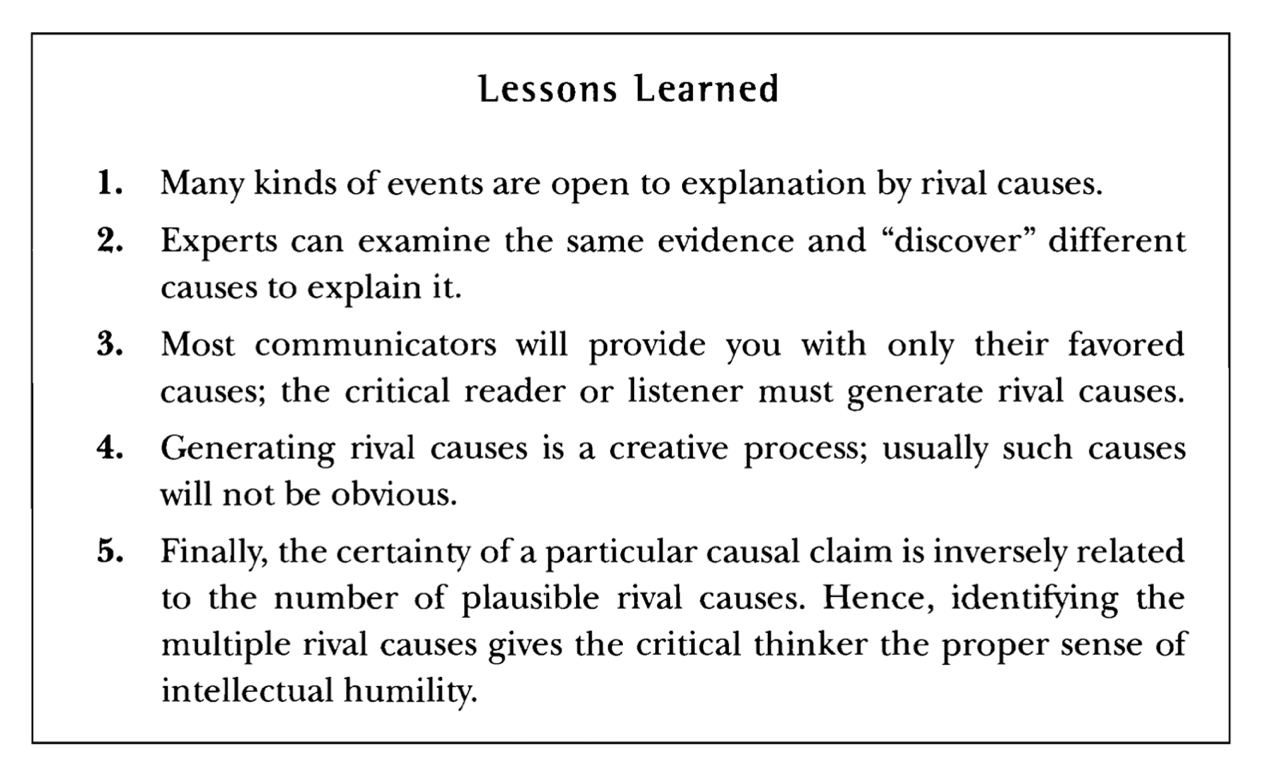 Lessons Learned
1. Many kinds of events are open to explanation by rival causes.
2. Experts can examine the same evidence and “discover” different
causes to explain it.
3. Most communicators will provide you with only their favored
causes; the critical reader or listener must generate rival causes.
4. Generating rival causes is a creative process; usually such causes
will not be obvious.
5. Finally, the certainty of a particular causal claim is inversely related
to the number of plausible rival causes. Hence, identifying the
multiple rival causes gives the critical thinker the proper sense of
intellectual humility.